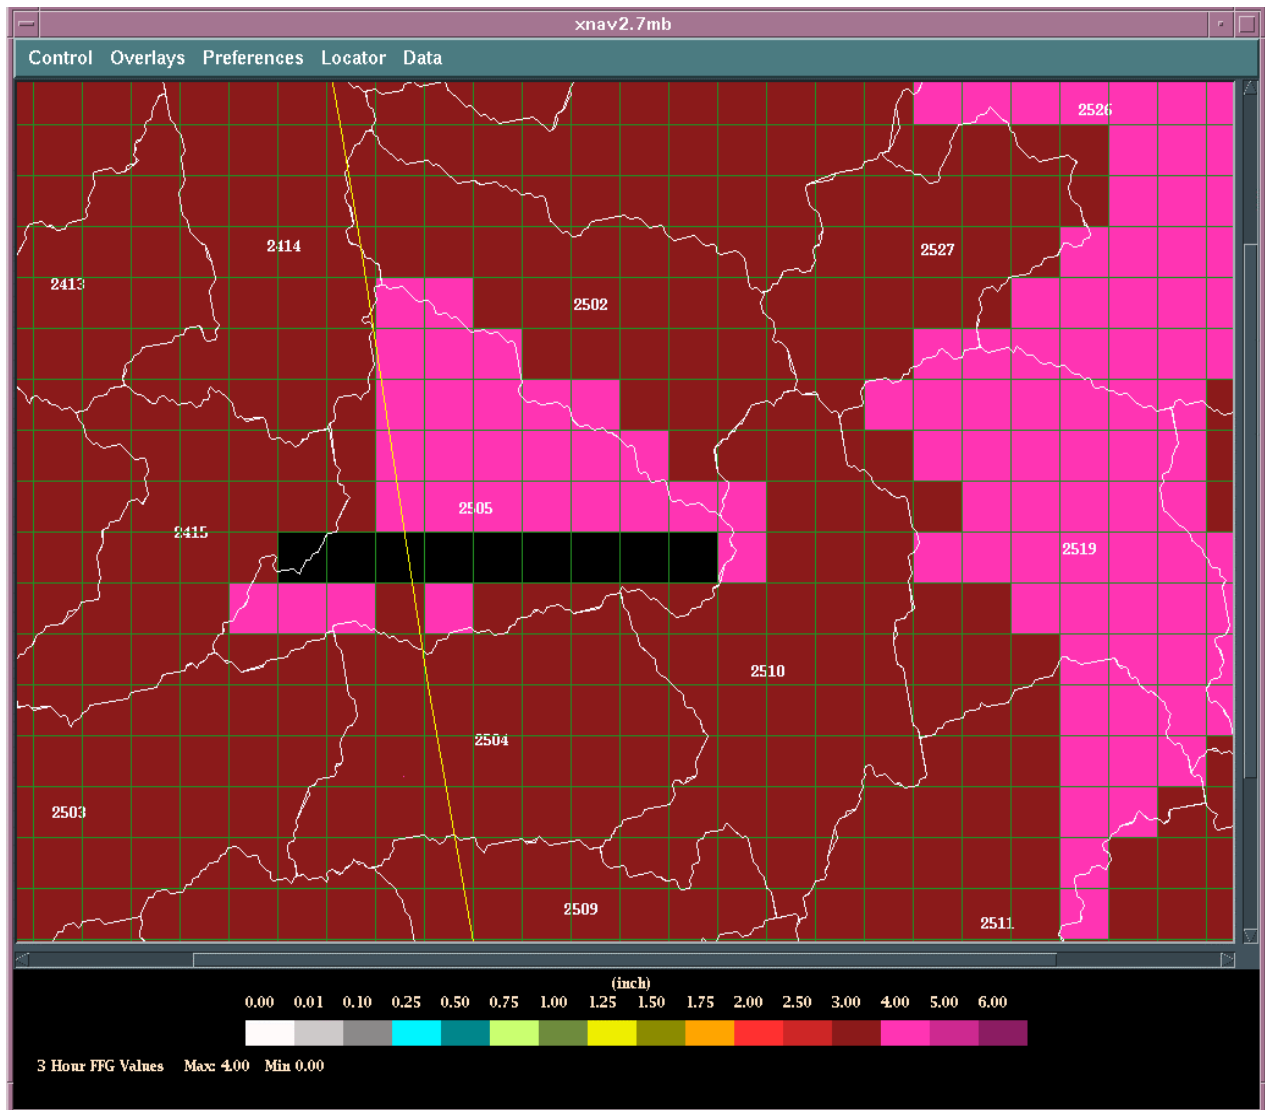 xnav2.7mb
Control Overlays Preferences Locator Data
2526
2414
2527
2413
2502
2505
2415
2519
2510
2504
2503
2509
2511
(inch)
0.00 0.01 0.10 0.25 0.50 0.75 1.00 1.25 1.50 1.75 2.00 2.50 3.00 4.00 5.00 6.00
3 Hour FFG Values Max: 4.00 Min 0.00